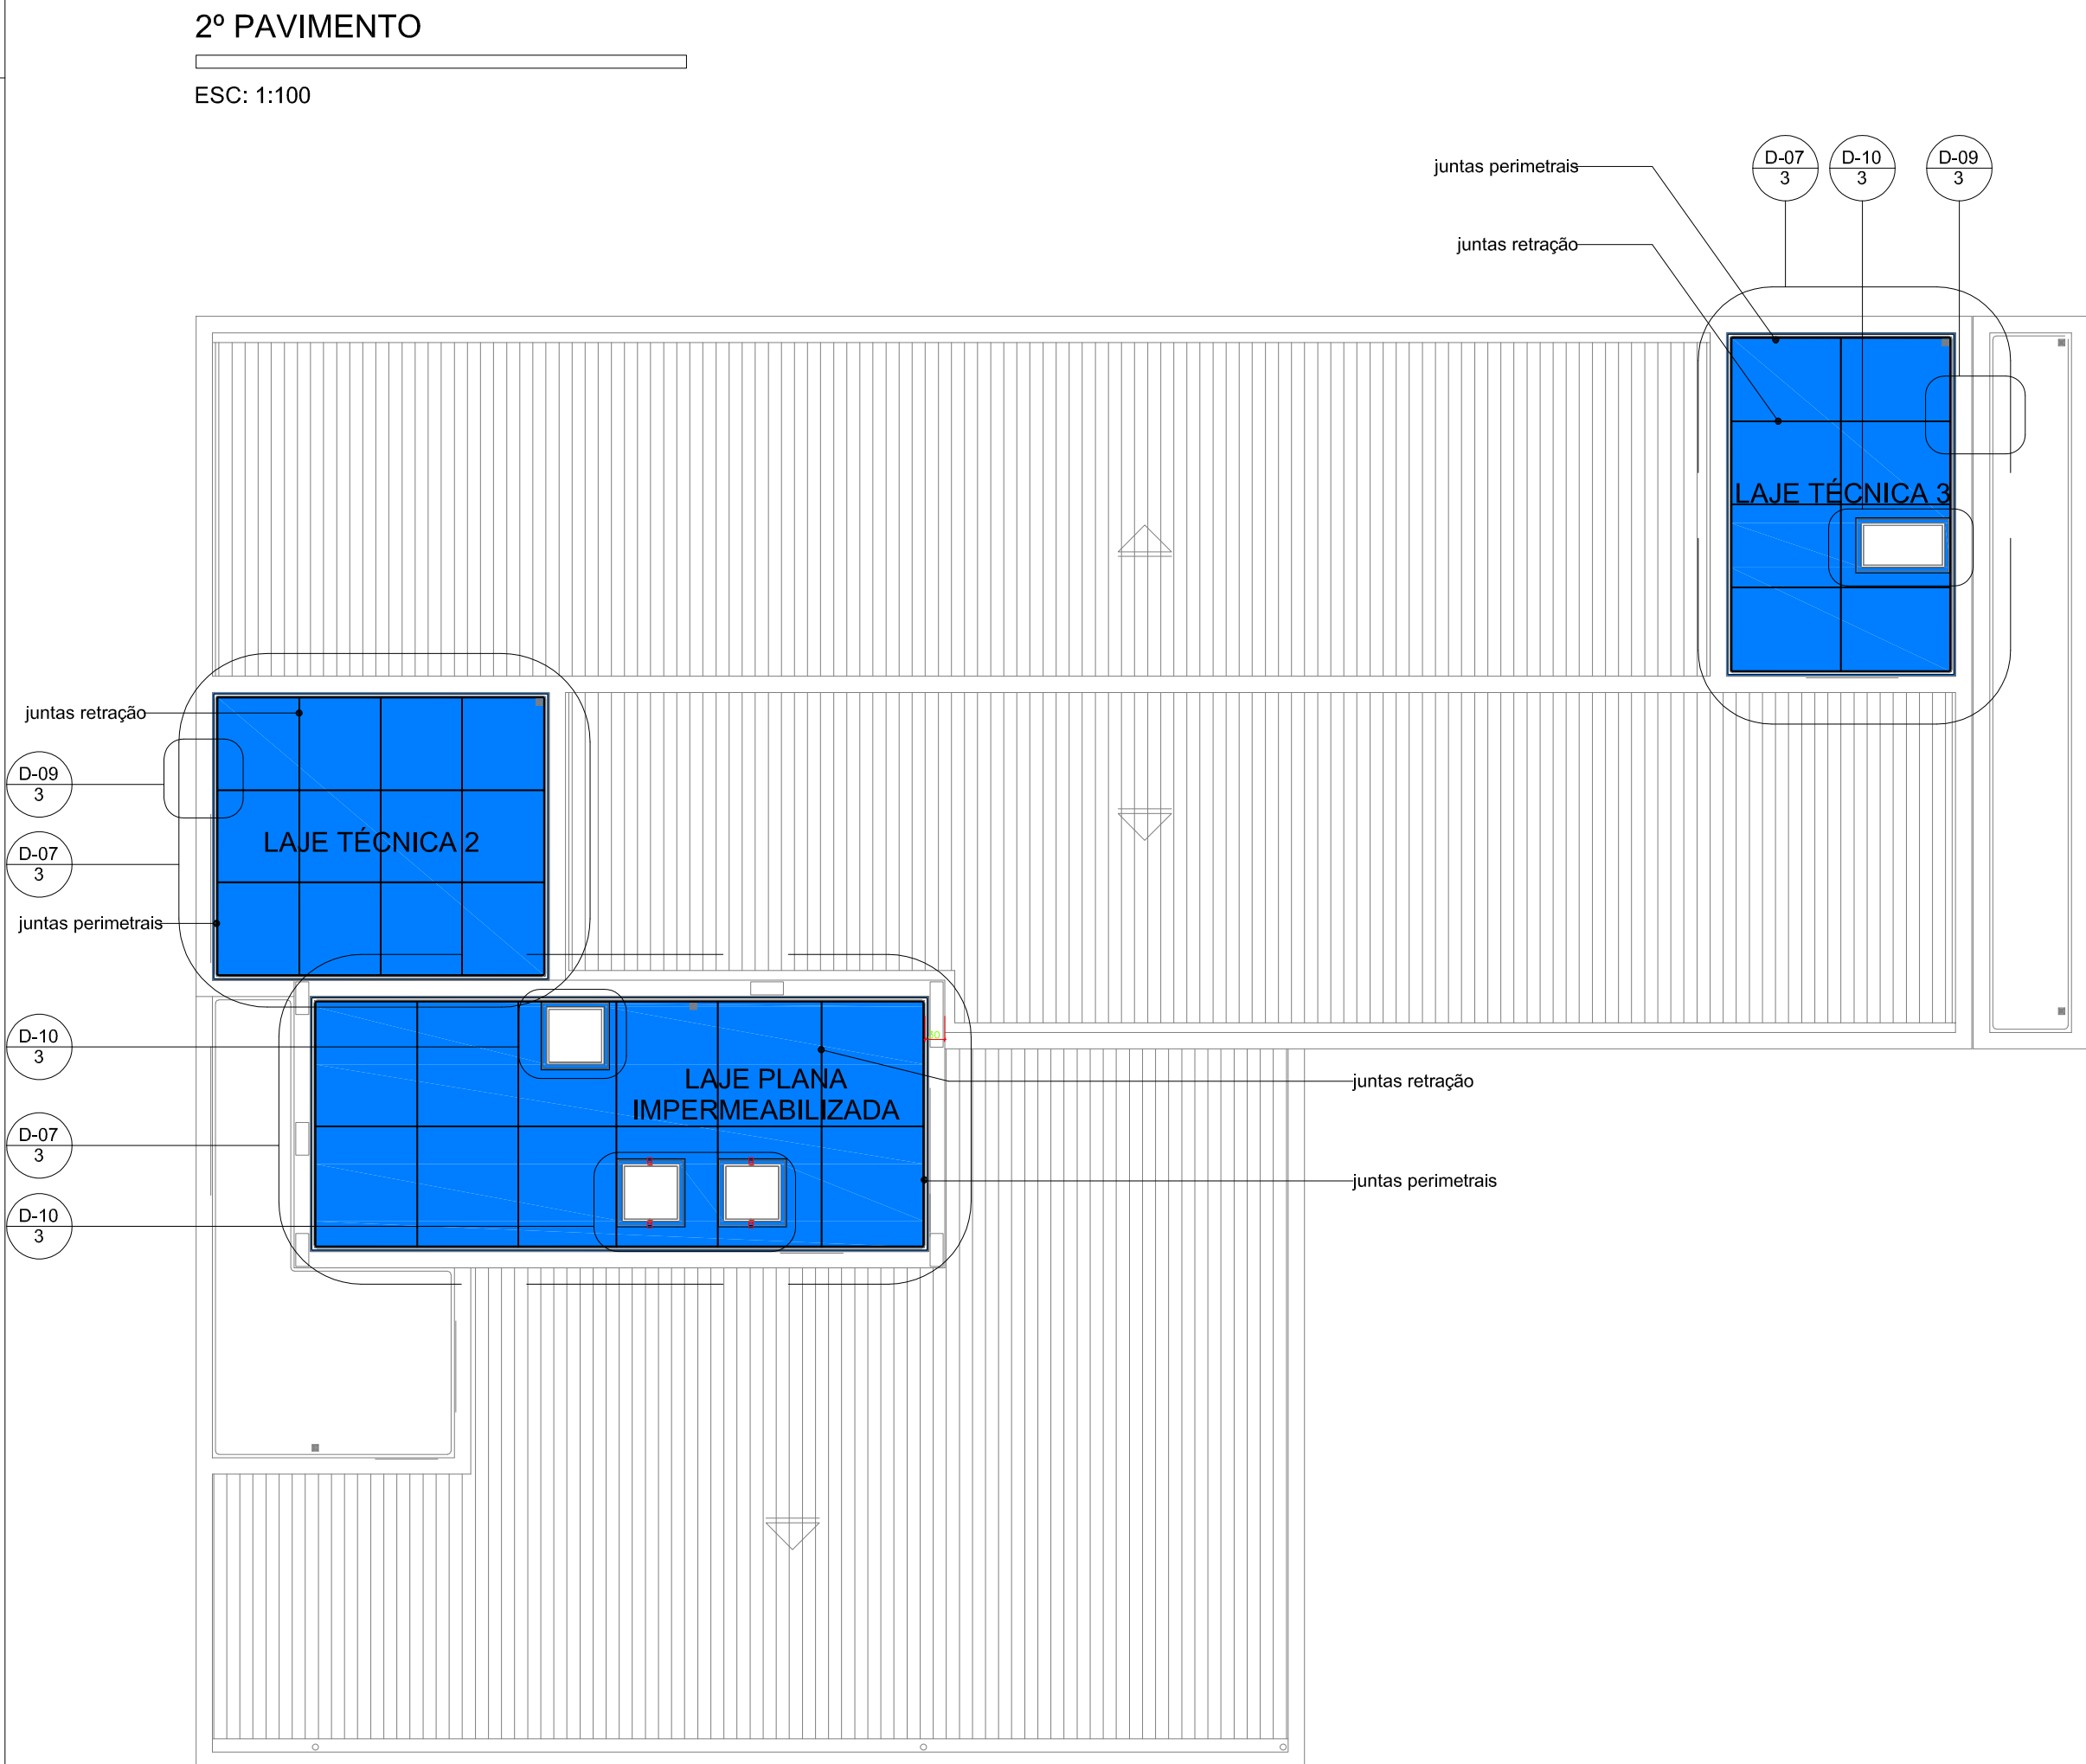 2º PAVIMENTO
ESC: 1:100
juntas perimetrais
D-07
3
D-10
3
D-09
3
juntas retração
LAJE TÉCNICA 3
juntas retração
D-09
3
LAJE TÉCNICA 2
D-07
3
juntas perimetrais
D-10
3
LAJE PLANA
IMPERMEABILIZADA
juntas retração
D-07
3
juntas perimetrais
D-10
3